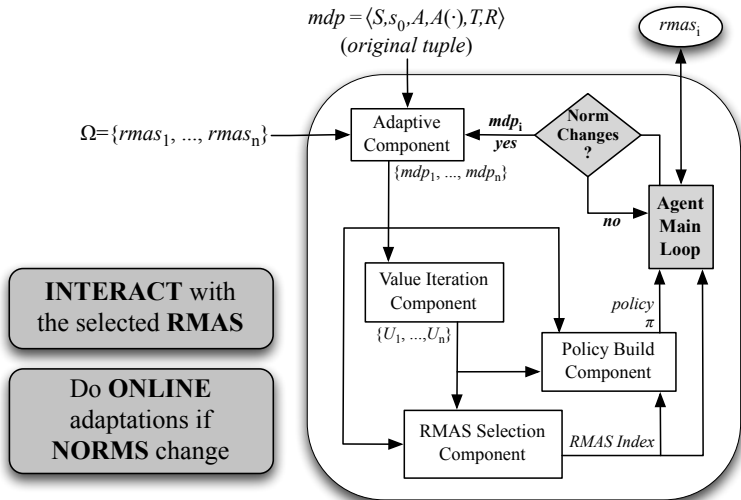 mdp = ⟨S,s0,A,A(·),T,R⟩
(original tuple)
rmasi
Ω={rmas1, ..., rmasn}
Adaptive
Component
mdpi
yes
Norm
Changes
?
{mdp1, ..., mdpn}
no
Agent
Main
Loop
INTERACT with
the selected RMAS
Value Iteration
Component
{U1, ...,Un}
policy
π
Policy Build
Component
Do ONLINE
adaptations if
NORMS change
RMAS Selection
Component
RMAS Index